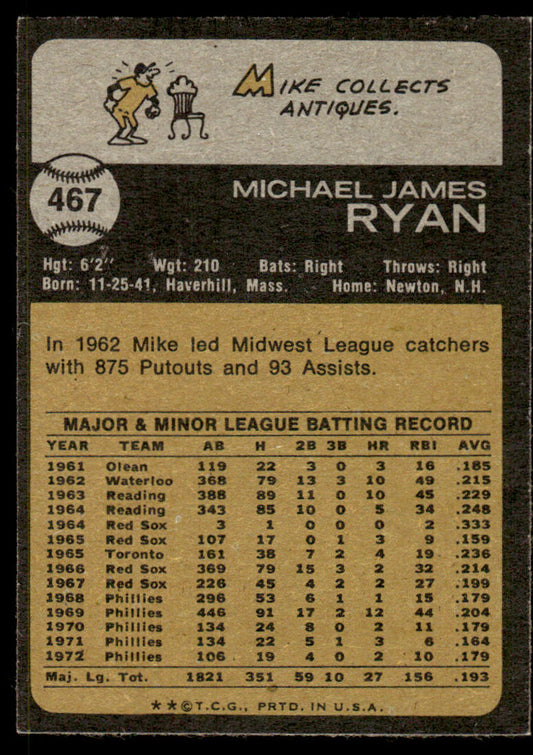 MIKE COLLECTS
ANTIQUES.
467
MICHAEL JAMES
RYAN
Hgt: 6'2" Wgt: 210 Bats: Right Throws: Right
Born: 11-25-41, Haverhill, Mass. Home: Newton, N.H.
In 1962 Mike led Midwest League catchers
with 875 Putouts and 93 Assists.
MAJOR & MINOR LEAGUE BATTING RECORD
YEAR TEAM AB H 2B 3B HR RBI AVG
1961 Olean 119 22 3 0 3 16 .185
1962 Waterloo 368 79 13 3 10 49 .215
1963 Reading 388 89 11 0 10 45 .229
1964 Reading 343 85 10 0 5 34 .248
1964 Red Sox 3 1 0 0 0 2 .333
1965 Red Sox 107 17 0 1 3 9 .159
1965 Toronto 161 38 7 2 4 19 .236
1966 Red Sox 369 79 15 3 2 32 .214
1967 Red Sox 226 45 4 2 2 27 .199
1968 Phillies 296 53 6 1 1 15 .179
1969 Phillies 446 91 17 2 12 44 .204
1970 Phillies 134 24 8 0 2 11 .179
1971 Phillies 134 22 5 1 3 6 .164
1972 Phillies 106 19 4 0 2 10 .179
Maj. Lg. Tot. 1821 351 59 10 27 156 .193
**©T.C.G., PRTD. IN U.S.A.